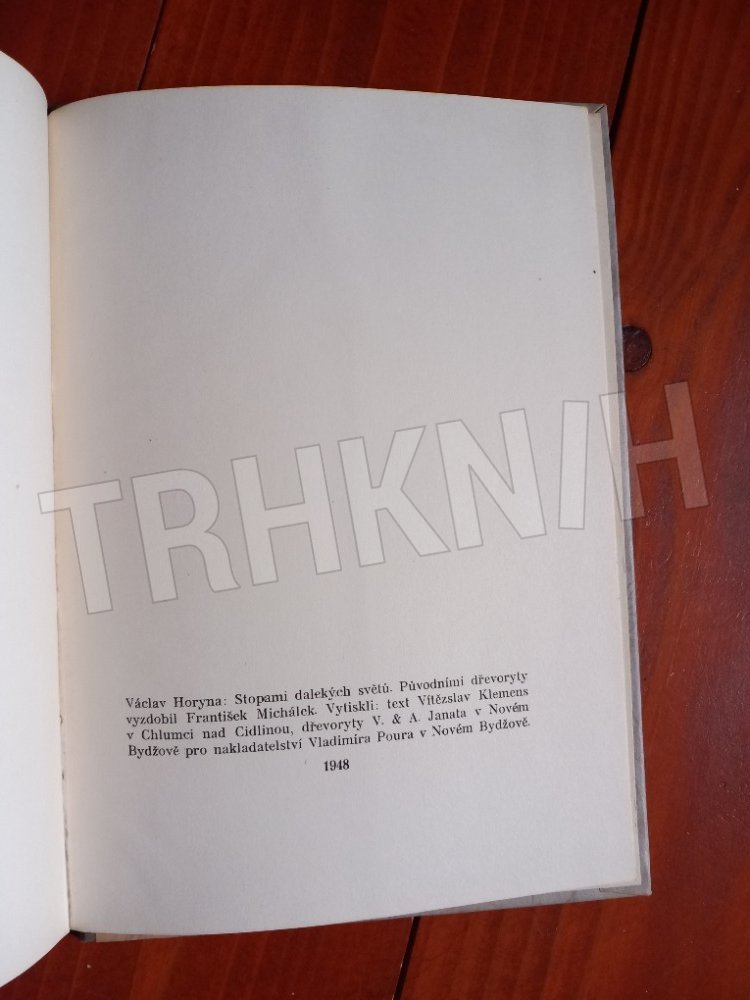 TRHKNIH
Václav Horyna: Stopami dalekých světů. Původními dřevoryty
vyzdobil František Michálek. Vytiskli: text Vítězslav Klemens
v Chlumci nad Cidlinou, dřevoryty V. & A. Janata v Novém
Bydžově pro nakladatelství Vladimíra Poura v Novém Bydžově.
1948